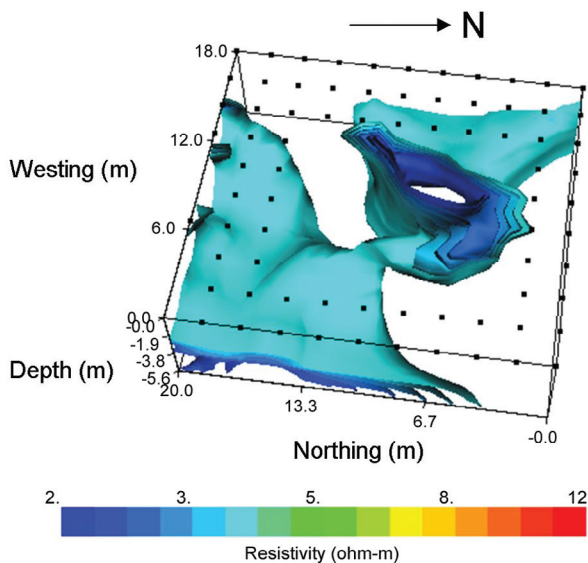 N
18.0
12.0
Westing (m)
6.0
0.0
-0.0
-1.9
Depth (m)
-3.8
-5.6
20.0
13.3
6.7
-0.0
Northing (m)
2. 3. 5. 8. 12
Resistivity (ohm-m)